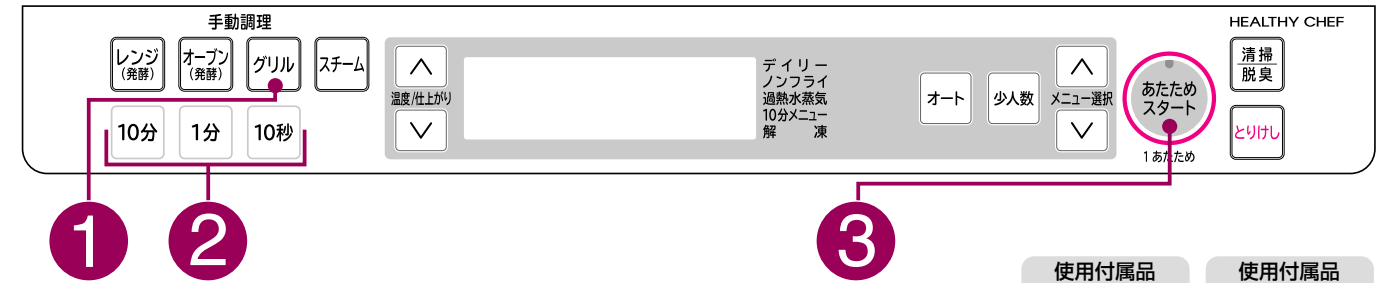 手動調理
HEALTHY CHEF
レンジ
(発酵)
オーブン
(発酵)
グリル
スチーム
温度/仕上がり
デイリー
ノンフライ
過熱水蒸気
10分メニュー
解凍
オート
少人数
メニュー選択
あたため
スタート
1あたため
清掃
脱臭
とりけし
10分
1分
10秒
1
2
3
使用付属品
使用付属品